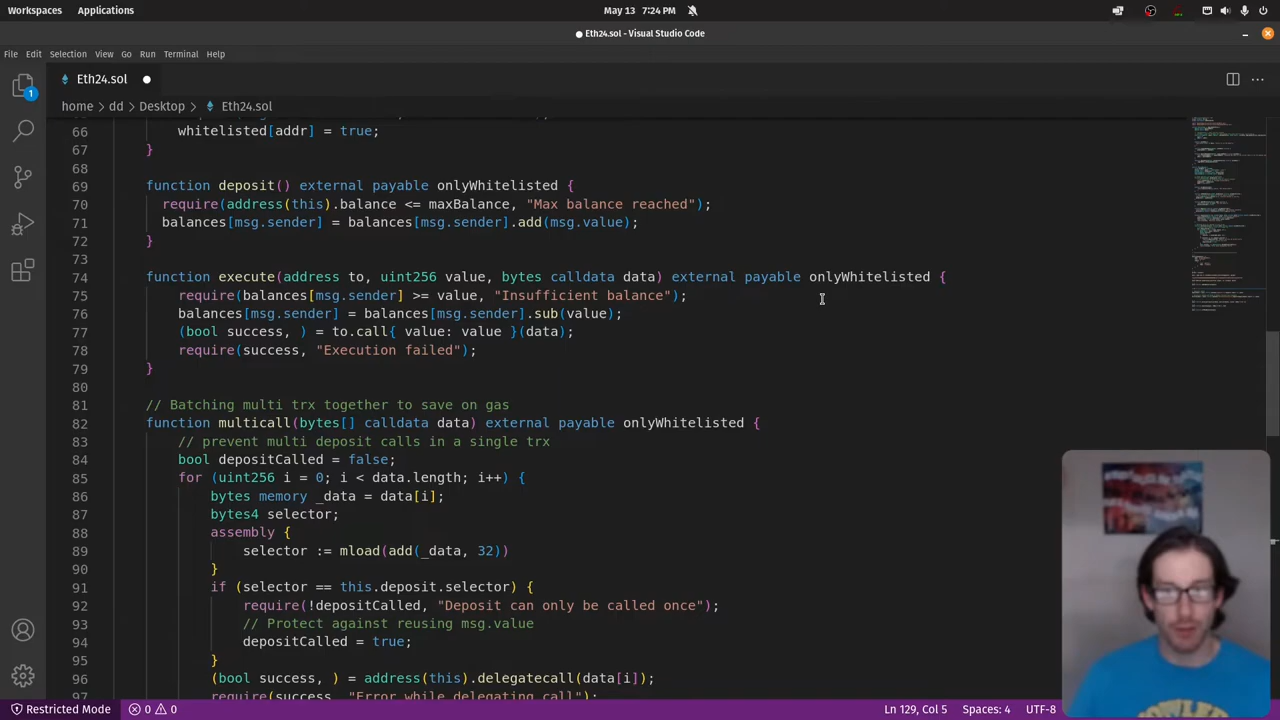 Workspaces Applications May 13 7:24 PM
● Eth24.sol - Visual Studio Code
File Edit Selection View Go Run Terminal Help
1 Eth24.sol
home > dd > Desktop > Eth24.sol
66 whitelisted[addr] = true;
67 }
68
69 function deposit() external payable onlyWhitelisted {
70 require(address(this).balance <= maxBalance, "Max balance reached");
71 balances[msg.sender] = balances[msg.sender].add(msg.value);
72 }
73
74 function execute(address to, uint256 value, bytes calldata data) external payable onlyWhitelisted {
75 require(balances[msg.sender] >= value, "Insufficient balance");
76 balances[msg.sender] = balances[msg.sender].sub(value);
77 (bool success, ) = to.call{ value: value }(data);
78 require(success, "Execution failed");
79 }
80
81 // Batching multi trx together to save on gas
82 function multicall(bytes[] calldata data) external payable onlyWhitelisted {
83 // prevent multi deposit calls in a single trx
84 bool depositCalled = false;
85 for (uint256 i = 0; i < data.length; i++) {
86 bytes memory _data = data[i];
87 bytes4 selector;
88 assembly {
89 selector := mload(add(_data, 32))
90 }
91 if (selector == this.deposit.selector) {
92 require(!depositCalled, "Deposit can only be called once");
93 // Protect against reusing msg.value
94 depositCalled = true;
95 }
96 (bool success, ) = address(this).delegatecall(data[i]);
97 require(success, "Error while delegating call");
Restricted Mode 0 0 Ln 129, Col 5 Spaces: 4 UTF-8